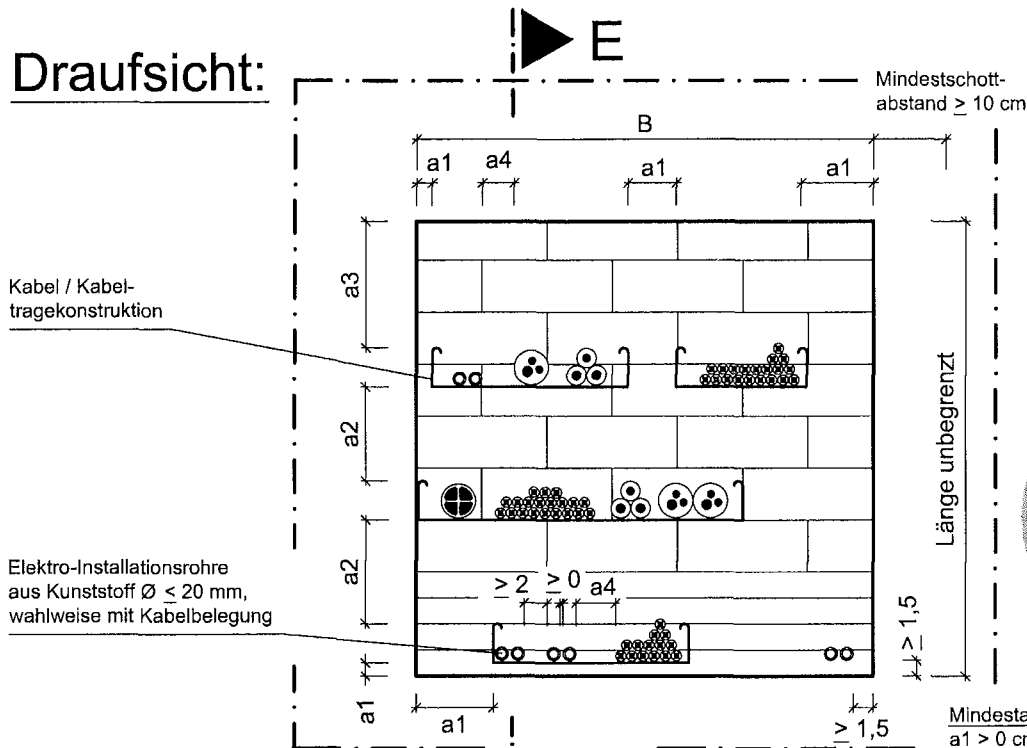 E
Draufsicht:
Mindestschott-
abstand ≥ 10 cm
B
a1
a4
a1
a1
a3
Kabel / Kabel-
tragekonstruktion
a2
Länge unbegrenzt
a2
Elektro-Installationsrohre
aus Kunststoff Ø ≤ 20 mm,
wahlweise mit Kabelbelegung
≥ 2
≥ 0
a4
≥ 1,5
a1
a1
≥ 1,5
Mindesta
a1 > 0 cm